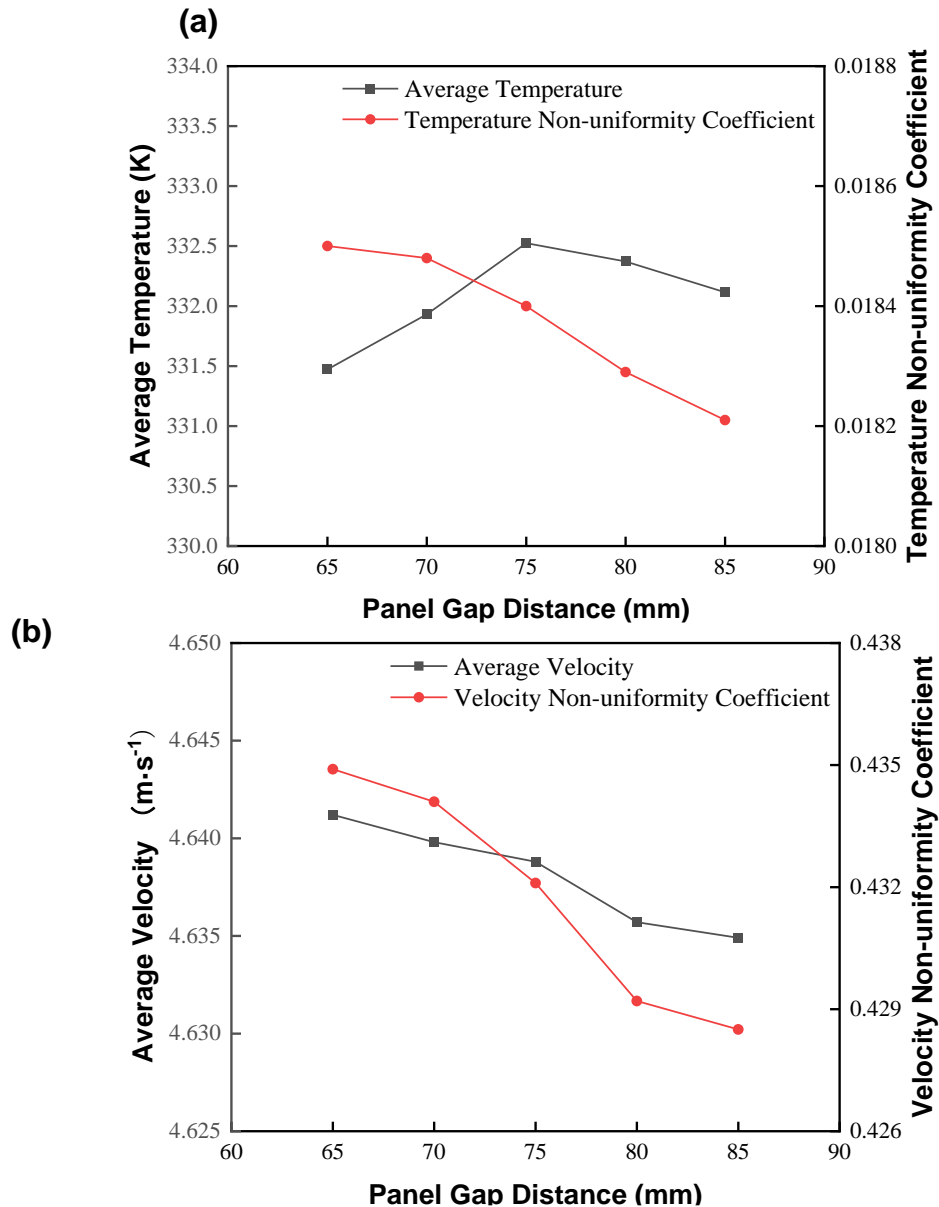 (a)
Average Temperature
Temperature Non-uniformity Coefficient
Average Temperature (K)
334.0
333.5
333.0
332.5
332.0
331.5
331.0
330.5
330.0
0.0188
0.0186
0.0184
0.0182
0.0180
Temperature Non-uniformity Coefficient
60 65 70 75 80 85 90
Panel Gap Distance (mm)
(b)
Average Velocity
Velocity Non-uniformity Coefficient
Average Velocity （m·s⁻¹)
4.650
4.645
4.640
4.635
4.630
4.625
0.438
0.435
0.432
0.429
0.426
Velocity Non-uniformity Coefficient
60 65 70 75 80 85 90
Panel Gap Distance (mm)